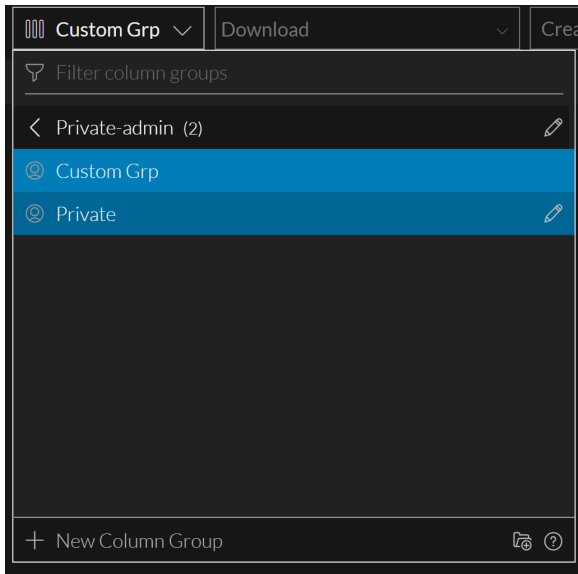 Custom Grp
Download
Crea
Filter column groups
Private-admin (2)
Custom Grp
Private
New Column Group